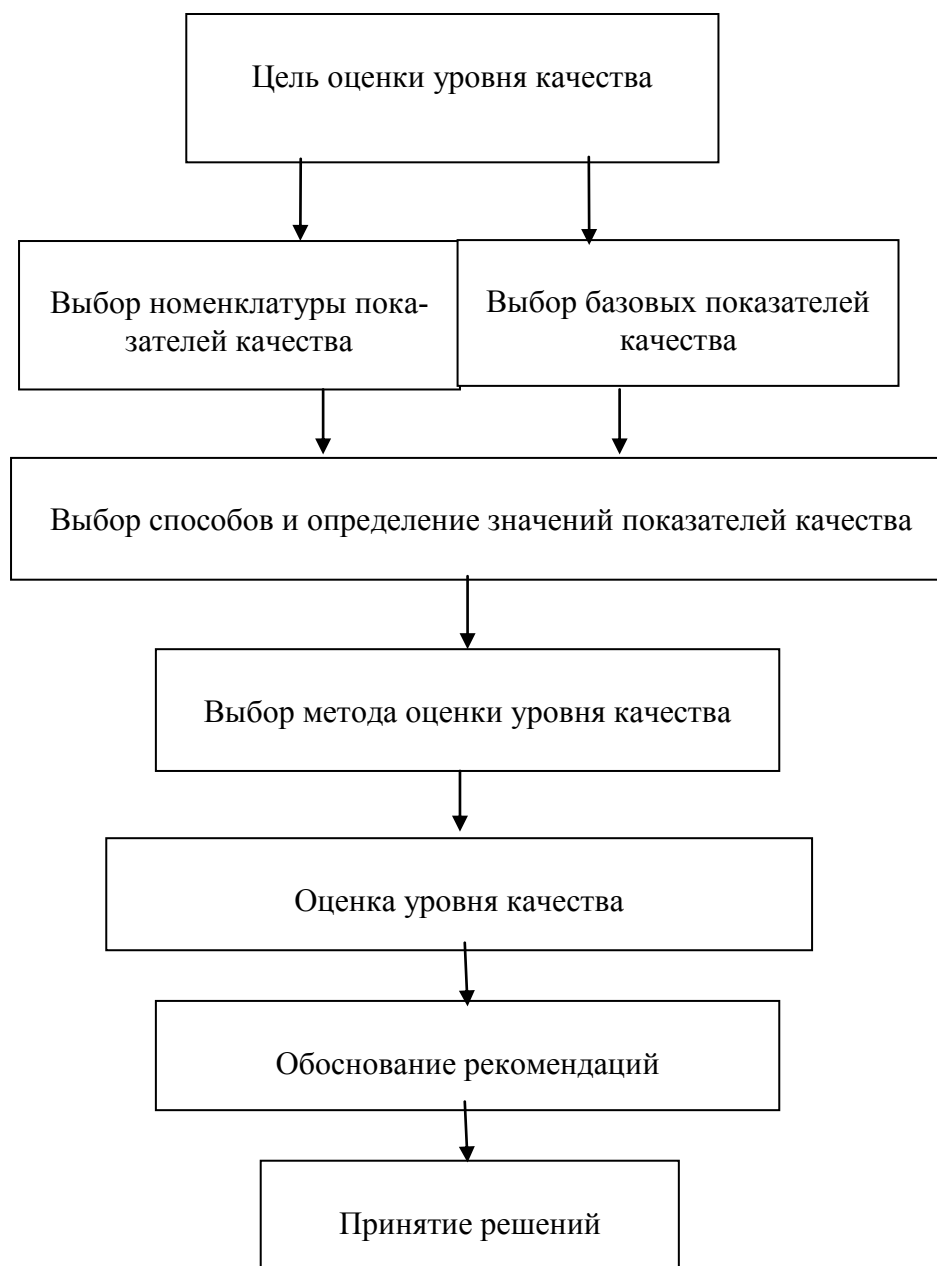 Цель оценки уровня качества
Выбор номенклатуры пока-
зателей качества
Выбор базовых показателей
качества
Выбор способов и определение значений показателей качества
Выбор метода оценки уровня качества
Оценка уровня качества
Обоснование рекомендаций
Принятие решений